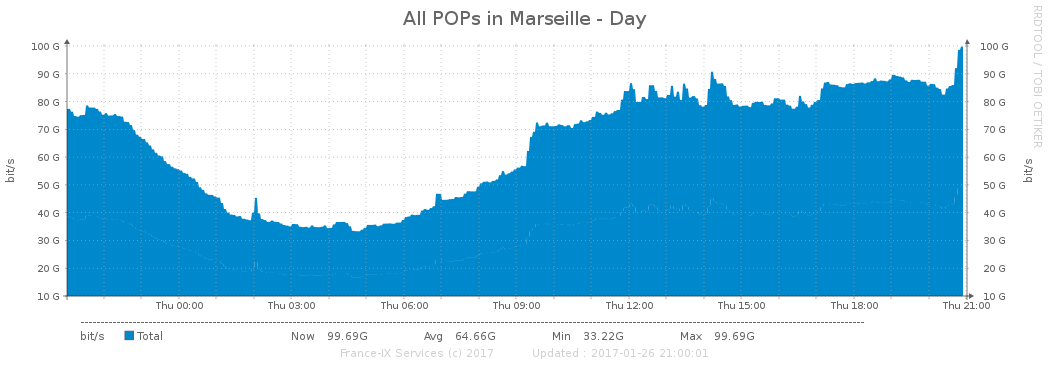 All POPs in Marseille - Day
RRDTOOL / TOBI OETIKER
100 G 100 G
90 G 90 G
80 G 80 G
70 G 70 G
60 G 60 G
50 G 50 G
40 G 40 G
30 G 30 G
20 G 20 G
10 G 10 G
bit/s
bit/s
Thu 00:00 Thu 03:00 Thu 06:00 Thu 09:00 Thu 12:00 Thu 15:00 Thu 18:00 Thu 21:00
bit/s Total Now 99.69G Avg 64.66G Min 33.22G Max 99.69G
France-IX Services (c) 2017 Updated : 2017-01-26 21:00:01